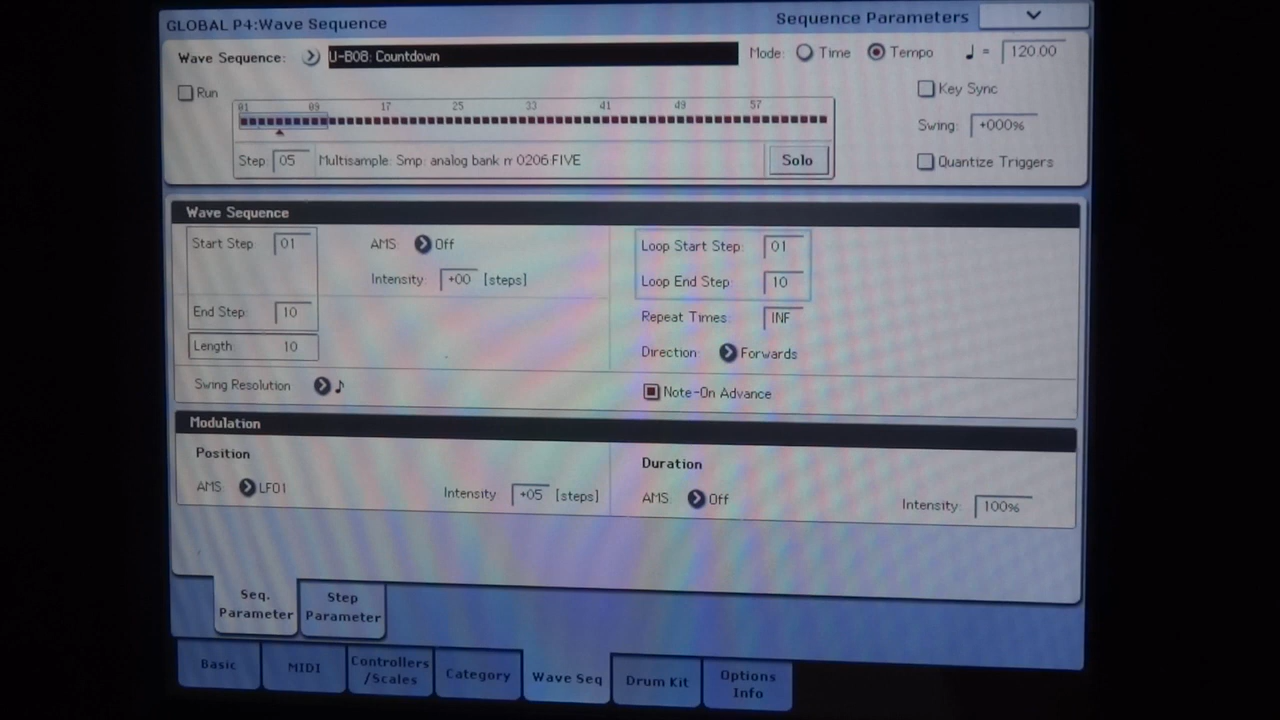 GLOBAL P4:Wave Sequence
Sequence Parameters
Wave Sequence:
U-B08: Countdown
Mode: Time Tempo ♩ = 120.00
Run
Key Sync
01 09 17 25 33 41 49 57
Swing: +000%
Step 05 Multisample: Smp: analog bank rr 0206 FIVE
Solo
Quantize Triggers
Wave Sequence
Start Step 01
AMS Off
Loop Start Step: 01
Intensity: +00 [steps]
Loop End Step 10
End Step: 10
Repeat Times: INF
Length 10
Direction: Forwards
Swing Resolution ♪
Note-On Advance
Modulation
Position
Duration
AMS LFO1
Intensity +05 [steps]
AMS Off
Intensity: 100%
Seq.
Parameter
Step
Parameter
Basic
MIDI
Controllers
/Scales
Category
Wave Seq
Drum Kit
Options
Info